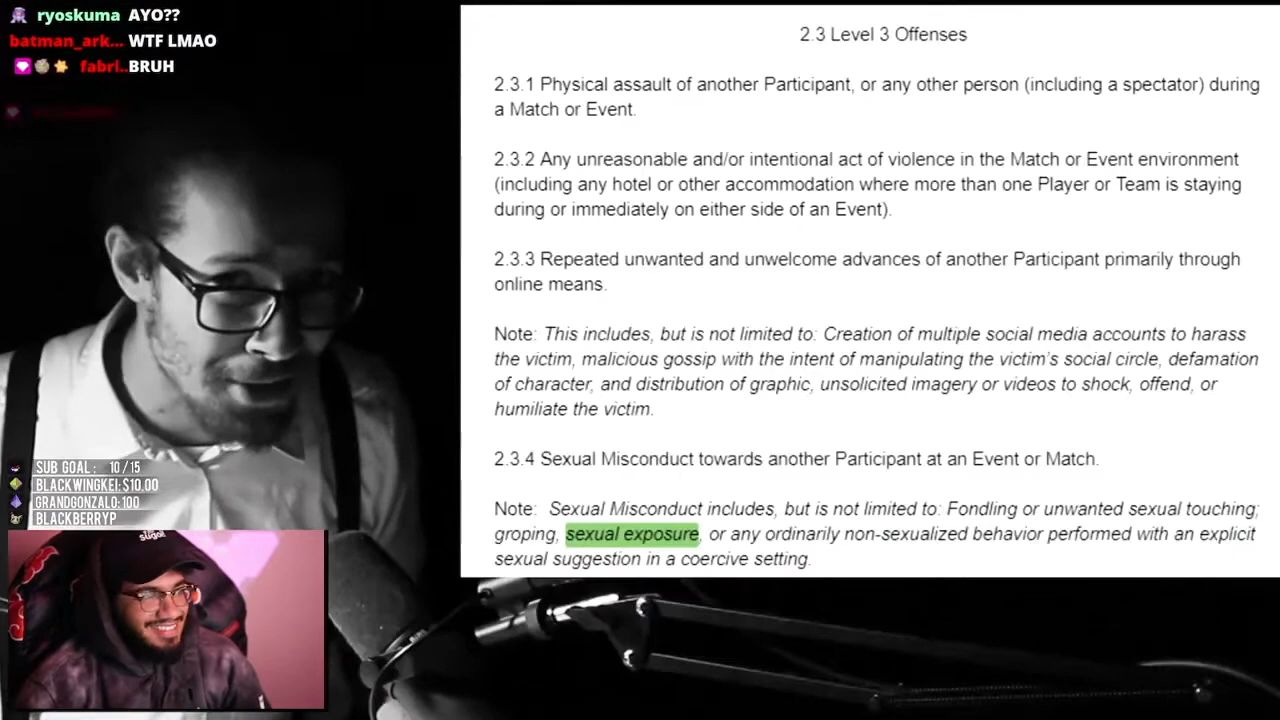 ryoskuma AYO??
batman_ark... WTF LMAO
fabrl..BRUH
2.3 Level 3 Offenses
2.3.1 Physical assault of another Participant, or any other person (including a spectator) during
a Match or Event.
2.3.2 Any unreasonable and/or intentional act of violence in the Match or Event environment
(including any hotel or other accommodation where more than one Player or Team is staying
during or immediately on either side of an Event).
2.3.3 Repeated unwanted and unwelcome advances of another Participant primarily through
online means.
Note: This includes, but is not limited to: Creation of multiple social media accounts to harass
the victim, malicious gossip with the intent of manipulating the victim's social circle, defamation
of character, and distribution of graphic, unsolicited imagery or videos to shock, offend, or
humiliate the victim.
2.3.4 Sexual Misconduct towards another Participant at an Event or Match.
Note: Sexual Misconduct includes, but is not limited to: Fondling or unwanted sexual touching;
groping, sexual exposure, or any ordinarily non-sexualized behavior performed with an explicit
sexual suggestion in a coercive setting.
SUB GOAL : 10 / 15
BLACKWINGKEI: $10.00
GRANDGONZALO: 100
BLACKBERRYP
sugoi